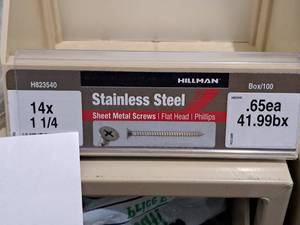 HILLMAN
H823540
Box/100
14x
1 1/4
Stainless Steel
Sheet Metal Screws | Flat Head | Phillips
.65ea
41.99bx